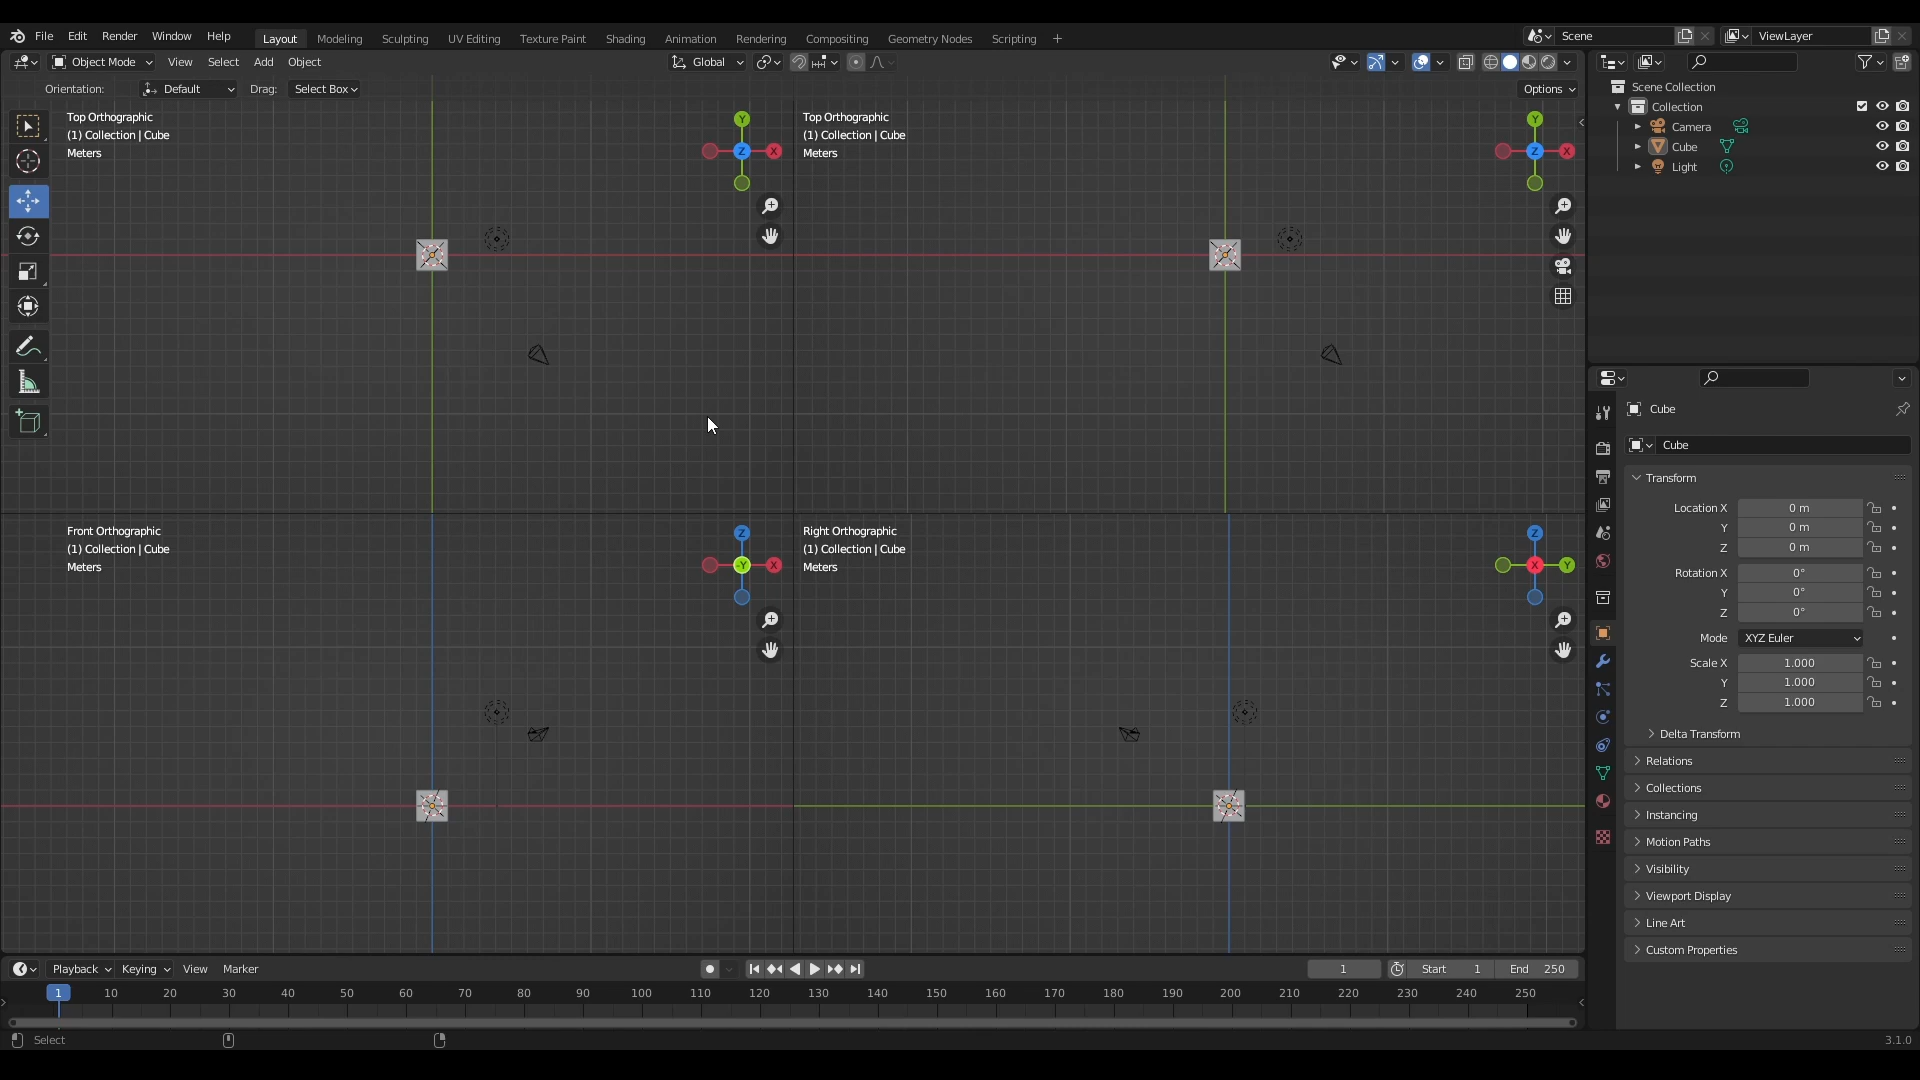 File Edit Render Window Help Layout Modeling Sculpting UV Editing Texture Paint Shading Animation Rendering Compositing Geometry Nodes Scripting + Scene ViewLayer
Object Mode View Select Add Object Global
Orientation: Default Drag: Select Box Options
Top Orthographic
(1) Collection | Cube
Meters
Y
Z
X
Top Orthographic
(1) Collection | Cube
Meters
Y
Z
X
Front Orthographic
(1) Collection | Cube
Meters
Z
-Y
X
Right Orthographic
(1) Collection | Cube
Meters
Z
X
Y
Scene Collection
Collection
Camera
Cube
Light
Cube
Cube
Transform
Location X 0 m
Y 0 m
Z 0 m
Rotation X 0°
Y 0°
Z 0°
Mode XYZ Euler
Scale X 1.000
Y 1.000
Z 1.000
Delta Transform
Relations
Collections
Instancing
Motion Paths
Visibility
Viewport Display
Line Art
Custom Properties
Playback Keying View Marker 1 Start 1 End 250
1 10 20 30 40 50 60 70 80 90 100 110 120 130 140 150 160 170 180 190 200 210 220 230 240 250
Select 3.1.0